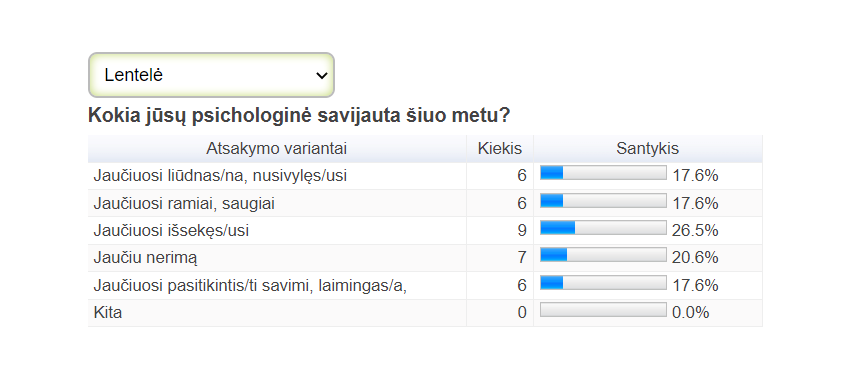 Lentelė
Kokia jūsų psichologinė savijauta šiuo metu?
Atsakymo variantai Kiekis Santykis
Jaučiuosi liūdnas/na, nusivylęs/usi 6 17.6%
Jaučiuosi ramiai, saugiai 6 17.6%
Jaučiuosi išsekęs/usi 9 26.5%
Jaučiu nerimą 7 20.6%
Jaučiuosi pasitikintis/ti savimi, laimingas/a, 6 17.6%
Kita 0 0.0%